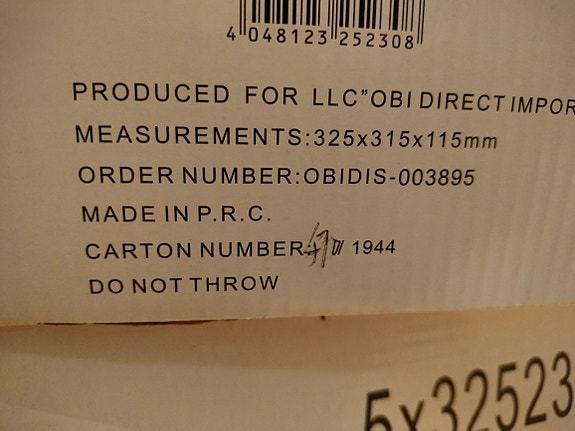 4 048123 252308
PRODUCED FOR LLC"OBI DIRECT IMPOR
MEASUREMENTS:325x315x115mm
ORDER NUMBER:OBIDIS-003895
MADE IN P.R.C.
CARTON NUMBER: 1944
DO NOT THROW
5x32523